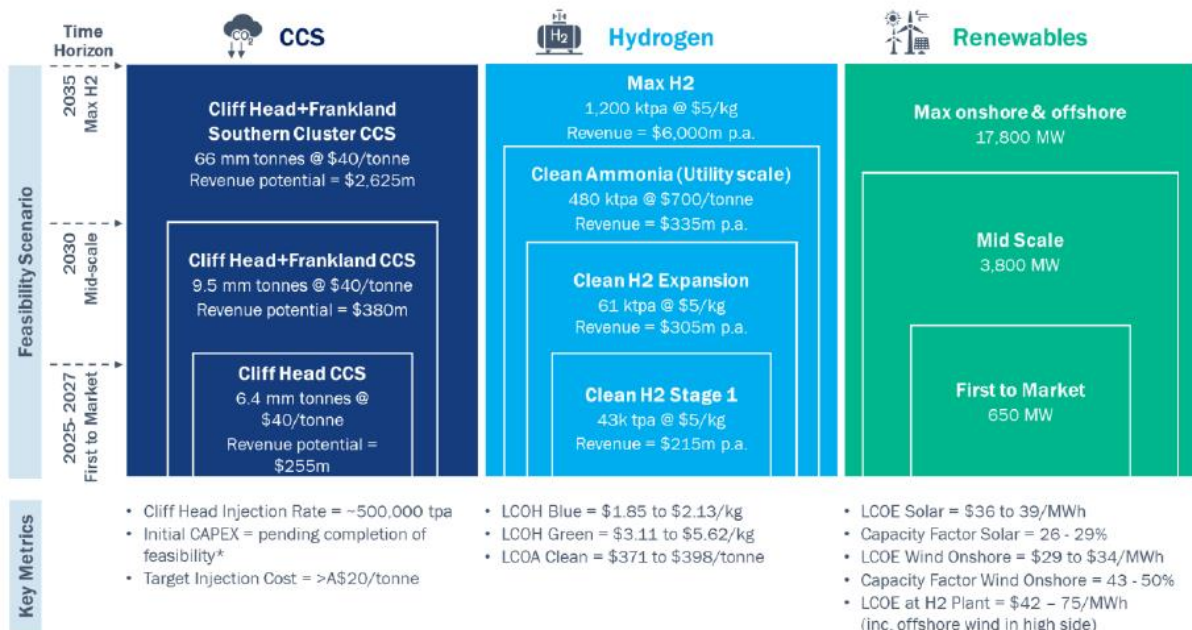 Time
Horizon
CO₂
CCS
H₂
Hydrogen
Renewables
Feasibility Scenario
2035
Max H2
2030
Mid-scale
2025- 2027
First to Market
Cliff Head+Frankland
Southern Cluster CCS
66 mm tonnes @ $40/tonne
Revenue potential = $2,625m
Cliff Head+Frankland CCS
9.5 mm tonnes @ $40/tonne
Revenue potential = $380m
Cliff Head CCS
6.4 mm tonnes @
$40/tonne
Revenue potential =
$255m
Max H2
1,200 ktpa @ $5/kg
Revenue = $6,000m p.a.
Clean Ammonia (Utility scale)
480 ktpa @ $700/tonne
Revenue = $335m p.a.
Clean H2 Expansion
61 ktpa @ $5/kg
Revenue = $305m p.a.
Clean H2 Stage 1
43k tpa @ $5/kg
Revenue = $215m p.a.
Max onshore & offshore
17,800 MW
Mid Scale
3,800 MW
First to Market
650 MW
Key Metrics
• Cliff Head Injection Rate = ~500,000 tpa
• Initial CAPEX = pending completion of
feasibility*
• Target Injection Cost = >A$20/tonne
• LCOH Blue = $1.85 to $2.13/kg
• LCOH Green = $3.11 to $5.62/kg
• LCOA Clean = $371 to $398/tonne
• LCOE Solar = $36 to 39/MWh
• Capacity Factor Solar = 26 - 29%
• LCOE Wind Onshore = $29 to $34/MWh
• Capacity Factor Wind Onshore = 43 - 50%
• LCOE at H2 Plant = $42 – 75/MWh
(inc. offshore wind in high side)